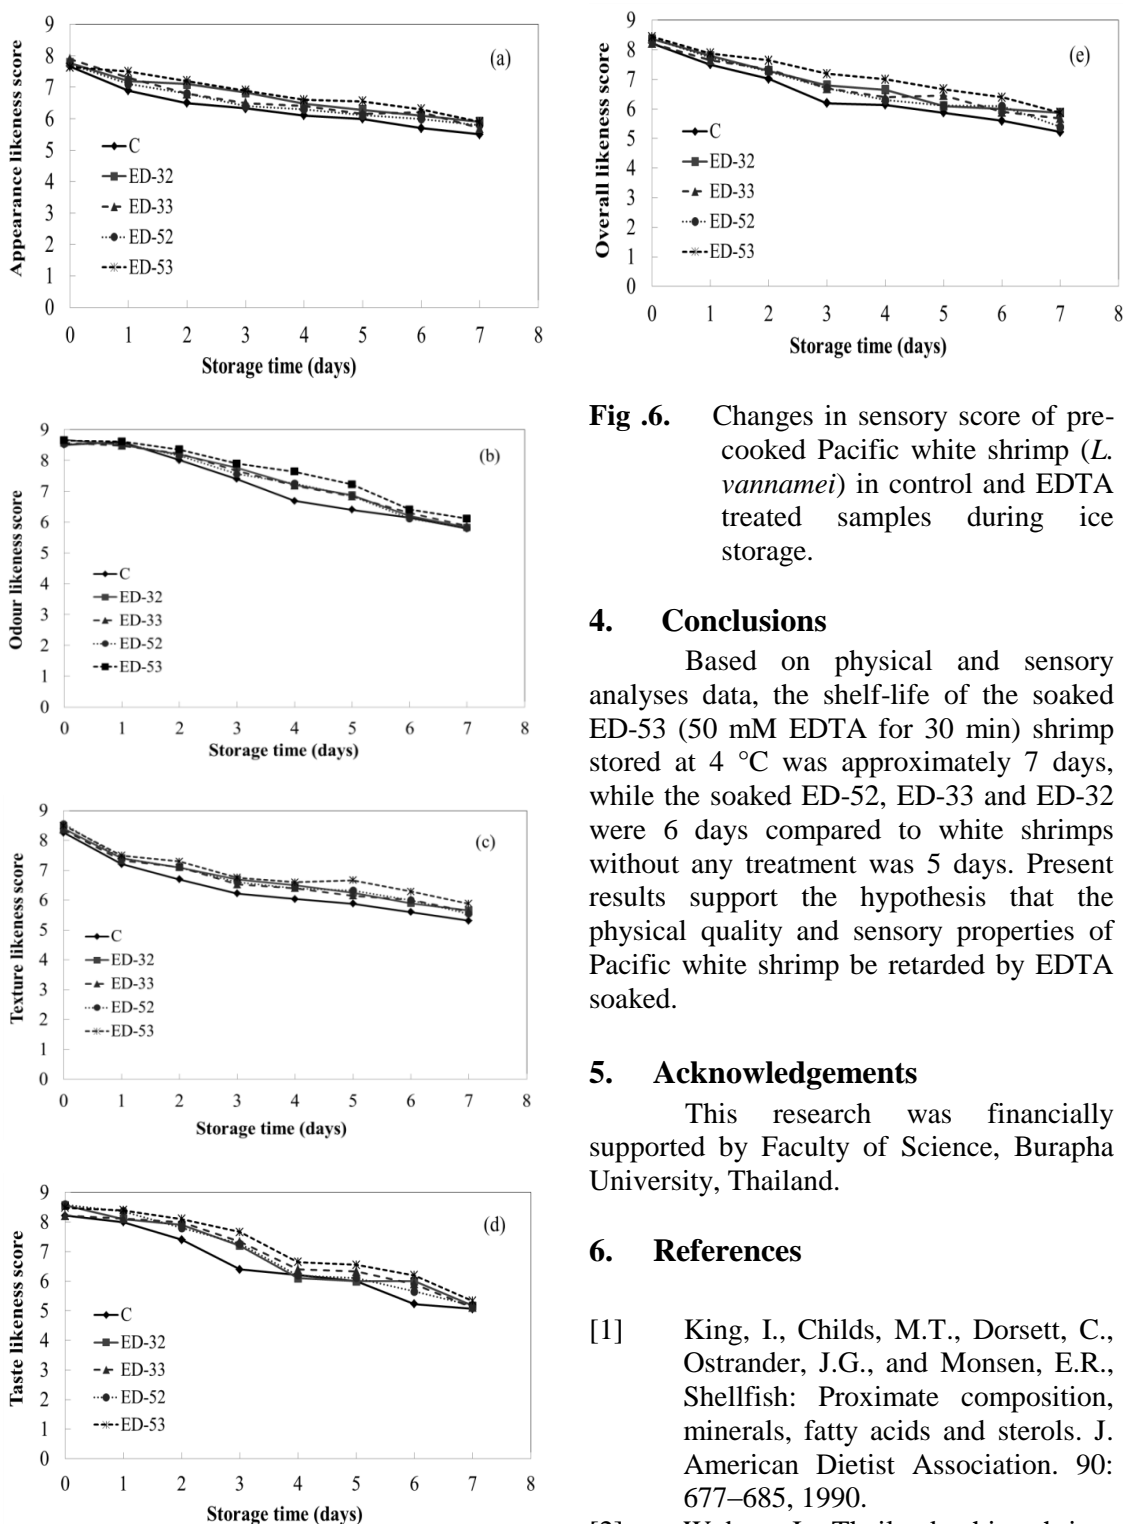 9
8
7
6
5
4
3
2
1
0
Appearance likeness score
(a)
C
ED-32
ED-33
ED-52
ED-53
0 1 2 3 4 5 6 7 8
Storage time (days)
9
8
7
6
5
4
3
2
1
0
Odour likeness score
(b)
C
ED-32
ED-33
ED-52
ED-53
0 1 2 3 4 5 6 7 8
Storage time (days)
9
8
7
6
5
4
3
2
1
0
Texture likeness score
(c)
C
ED-32
ED-33
ED-52
ED-53
0 1 2 3 4 5 6 7 8
Storage time (days)
9
8
7
6
5
4
3
2
1
0
Taste likeness score
(d)
C
ED-32
ED-33
ED-52
ED-53
0 1 2 3 4 5 6 7 8
Storage time (days)
9
8
7
6
5
4
3
2
1
0
Overall likeness score
(e)
C
ED-32
ED-33
ED-52
ED-53
0 1 2 3 4 5 6 7 8
Storage time (days)
Fig .6. Changes in sensory score of pre-
cooked Pacific white shrimp (L.
vannamei) in control and EDTA
treated samples during ice
storage.
4. Conclusions
Based on physical and sensory
analyses data, the shelf-life of the soaked
ED-53 (50 mM EDTA for 30 min) shrimp
stored at 4 °C was approximately 7 days,
while the soaked ED-52, ED-33 and ED-32
were 6 days compared to white shrimps
without any treatment was 5 days. Present
results support the hypothesis that the
physical quality and sensory properties of
Pacific white shrimp be retarded by EDTA
soaked.
5. Acknowledgements
This research was financially
supported by Faculty of Science, Burapha
University, Thailand.
6. References
[1] King, I., Childs, M.T., Dorsett, C.,
Ostrander, J.G., and Monsen, E.R.,
Shellfish: Proximate composition,
minerals, fatty acids and sterols. J.
American Dietist Association. 90:
677–685, 1990.